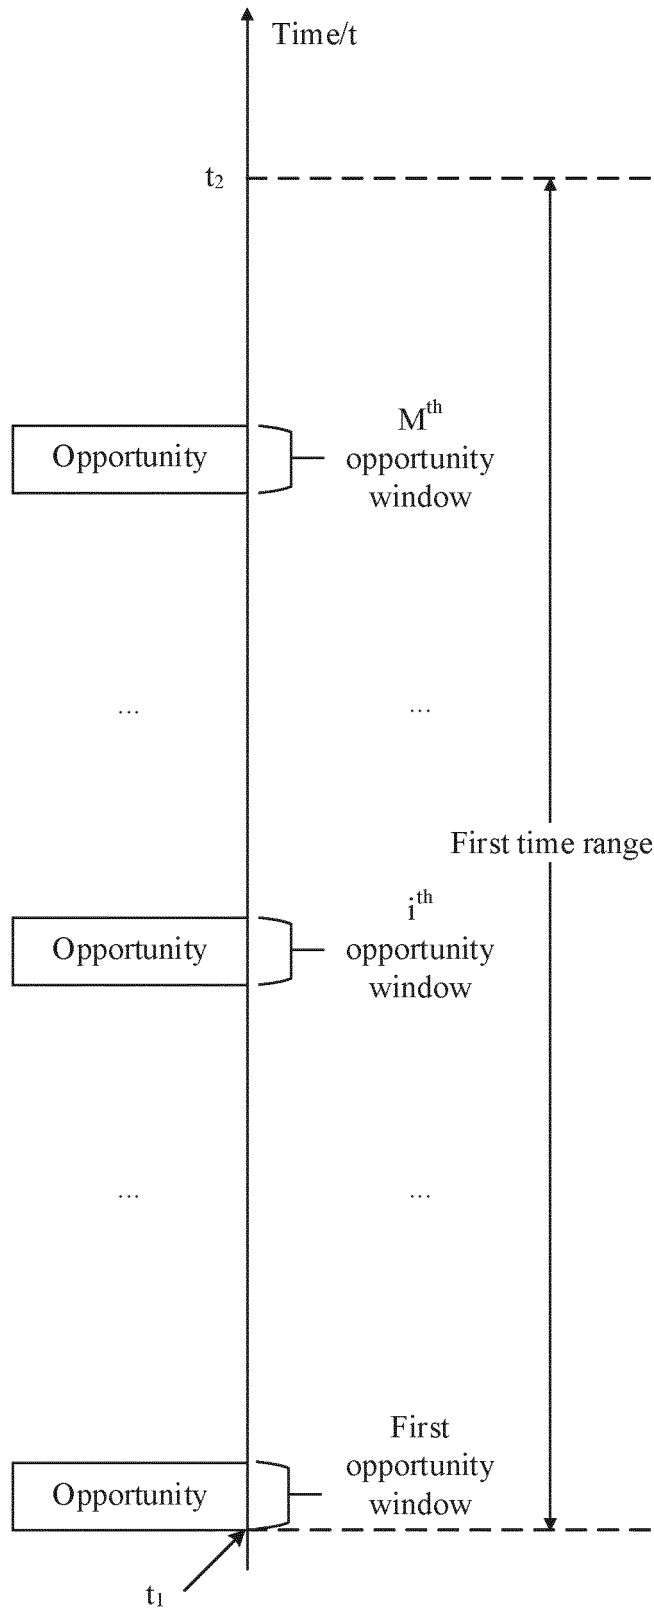 Time/t
t₂
Opportunity
Mᵗʰ
opportunity
window
...
...
First time range
Opportunity
iᵗʰ
opportunity
window
...
...
Opportunity
First
opportunity
window
t₁